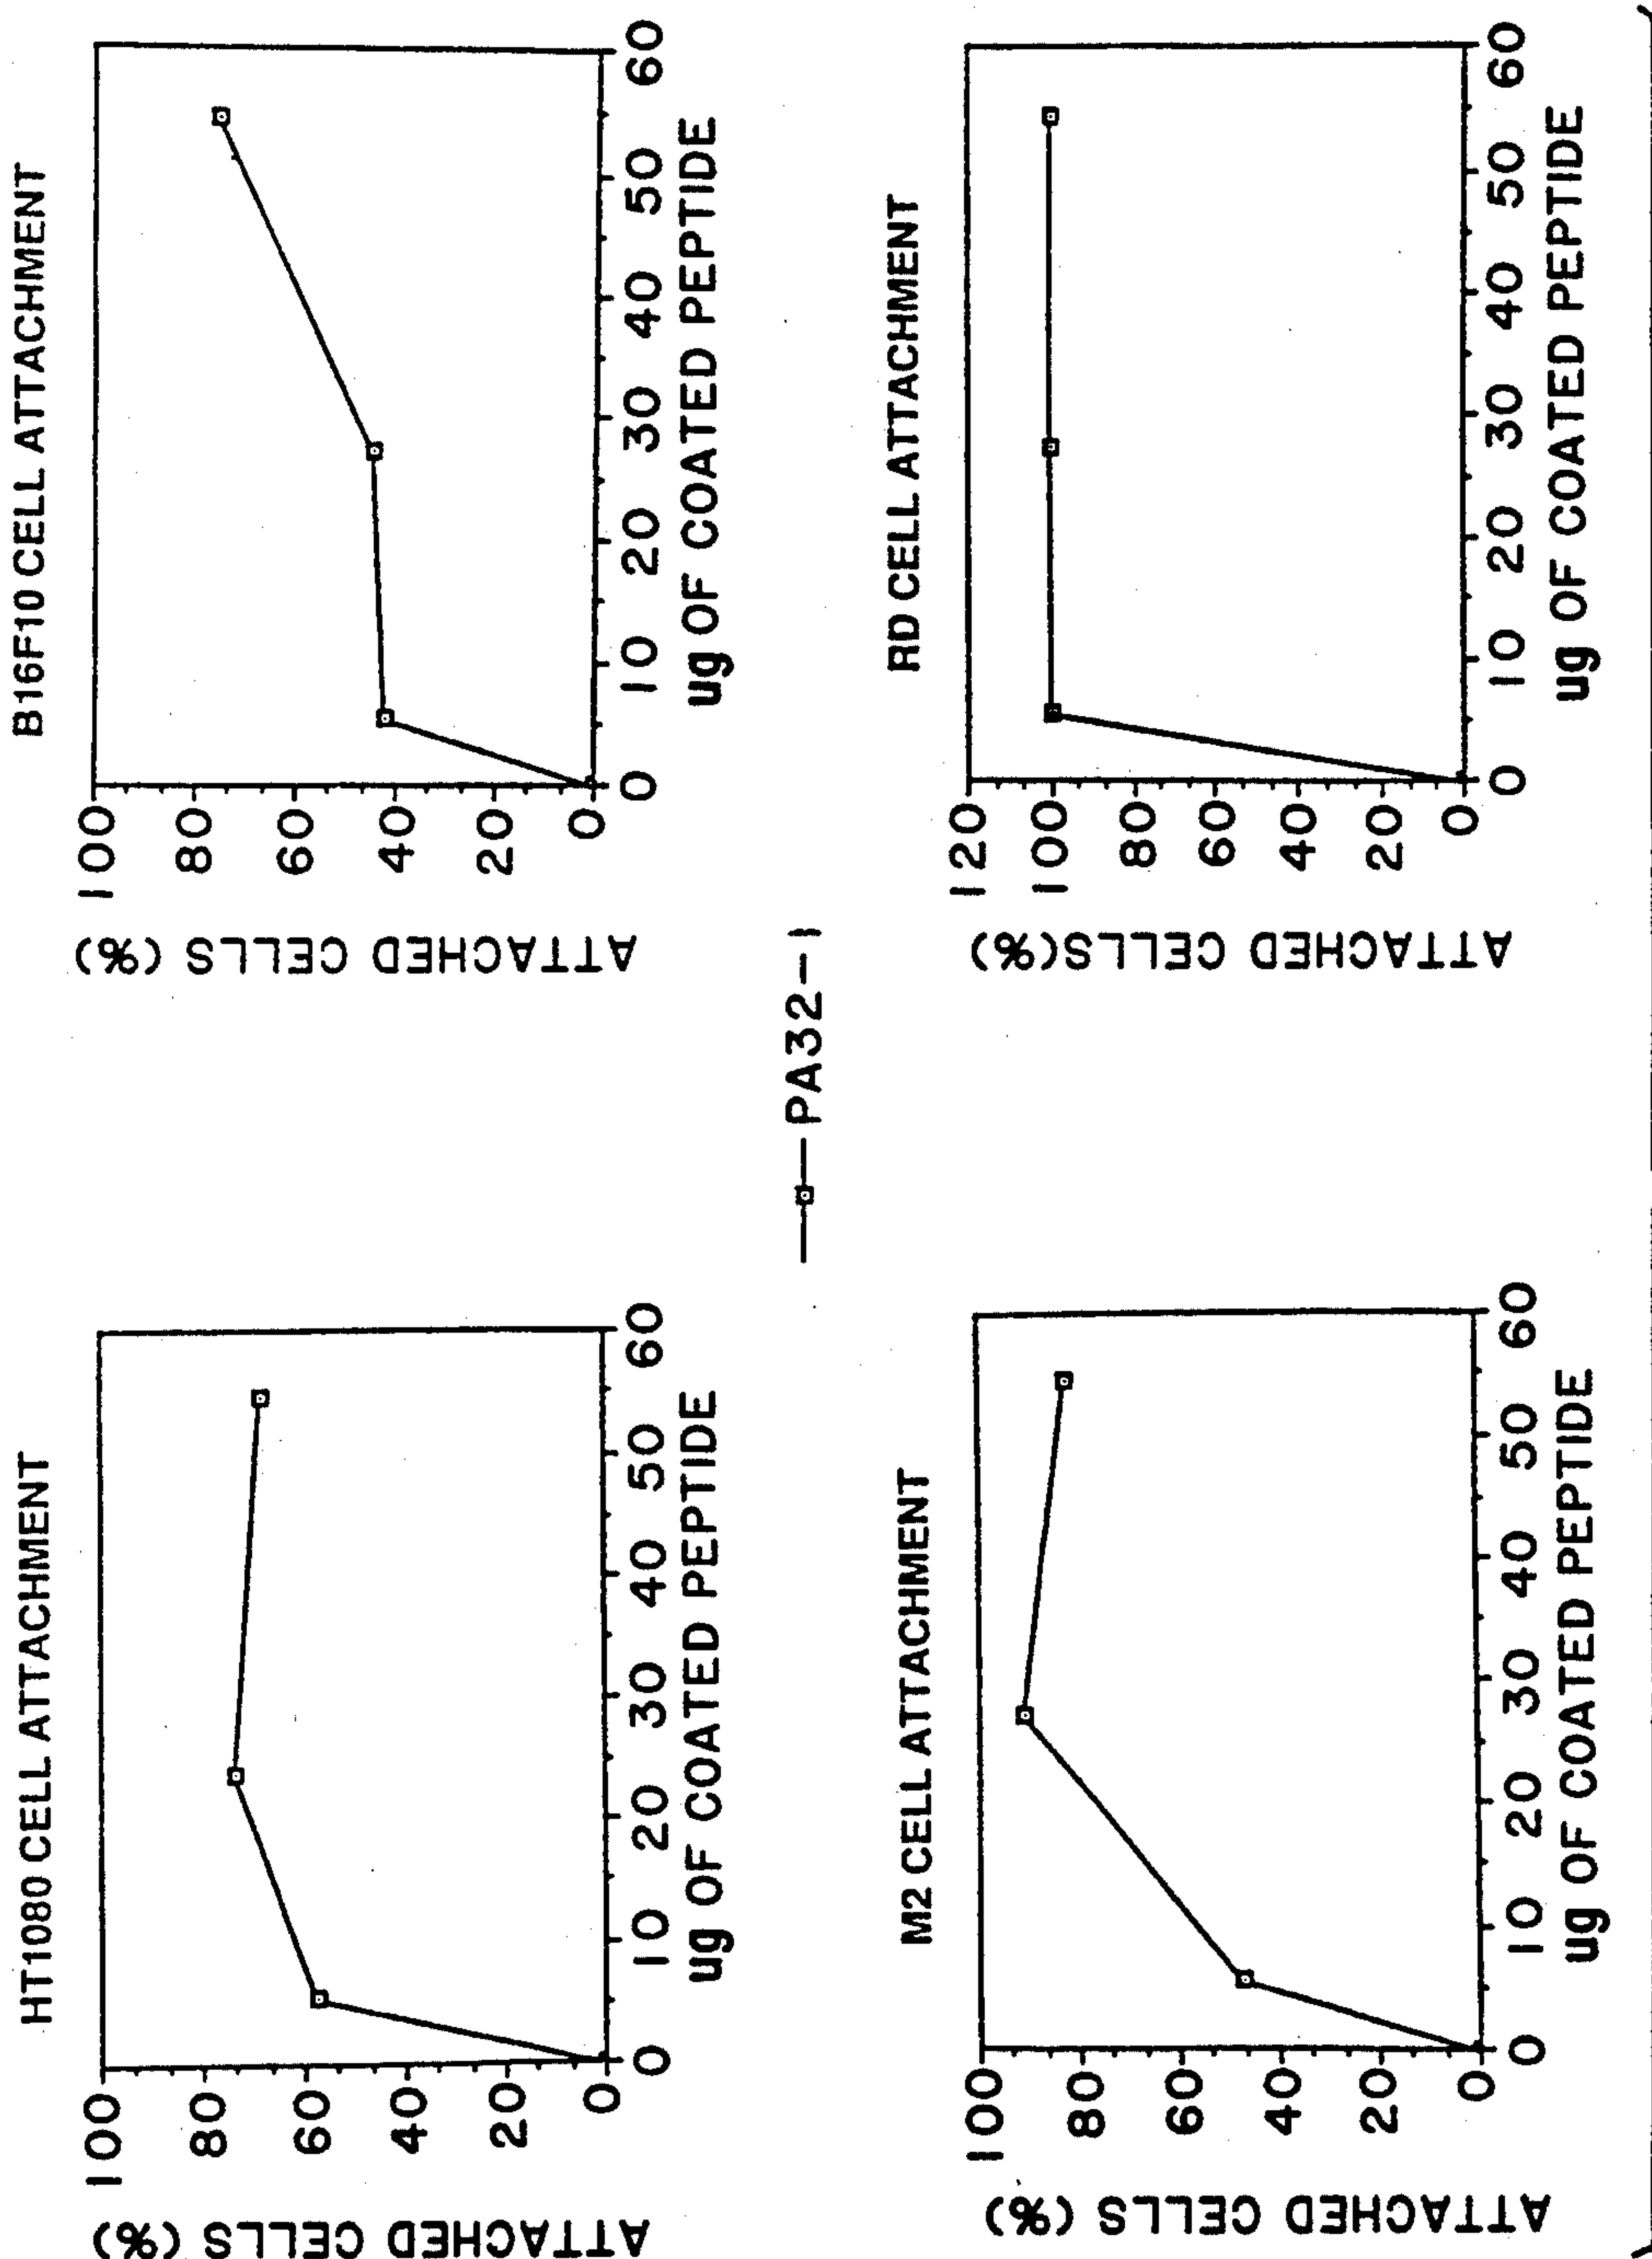 HT1080 CELL ATTACHMENT
ATTACHED CELLS (%)
100
80
60
40
20
0
0 10 20 30 40 50 60
ug OF COATED PEPTIDE
B16F10 CELL ATTACHMENT
ATTACHED CELLS (%)
100
80
60
40
20
0
0 10 20 30 40 50 60
ug OF COATED PEPTIDE
PA32-1
M2 CELL ATTACHMENT
ATTACHED CELLS (%)
100
80
60
40
20
0
0 10 20 30 40 50 60
ug OF COATED PEPTIDE
RD CELL ATTACHMENT
ATTACHED CELLS(%)
120
100
80
60
40
20
0
0 10 20 30 40 50 60
ug OF COATED PEPTIDE